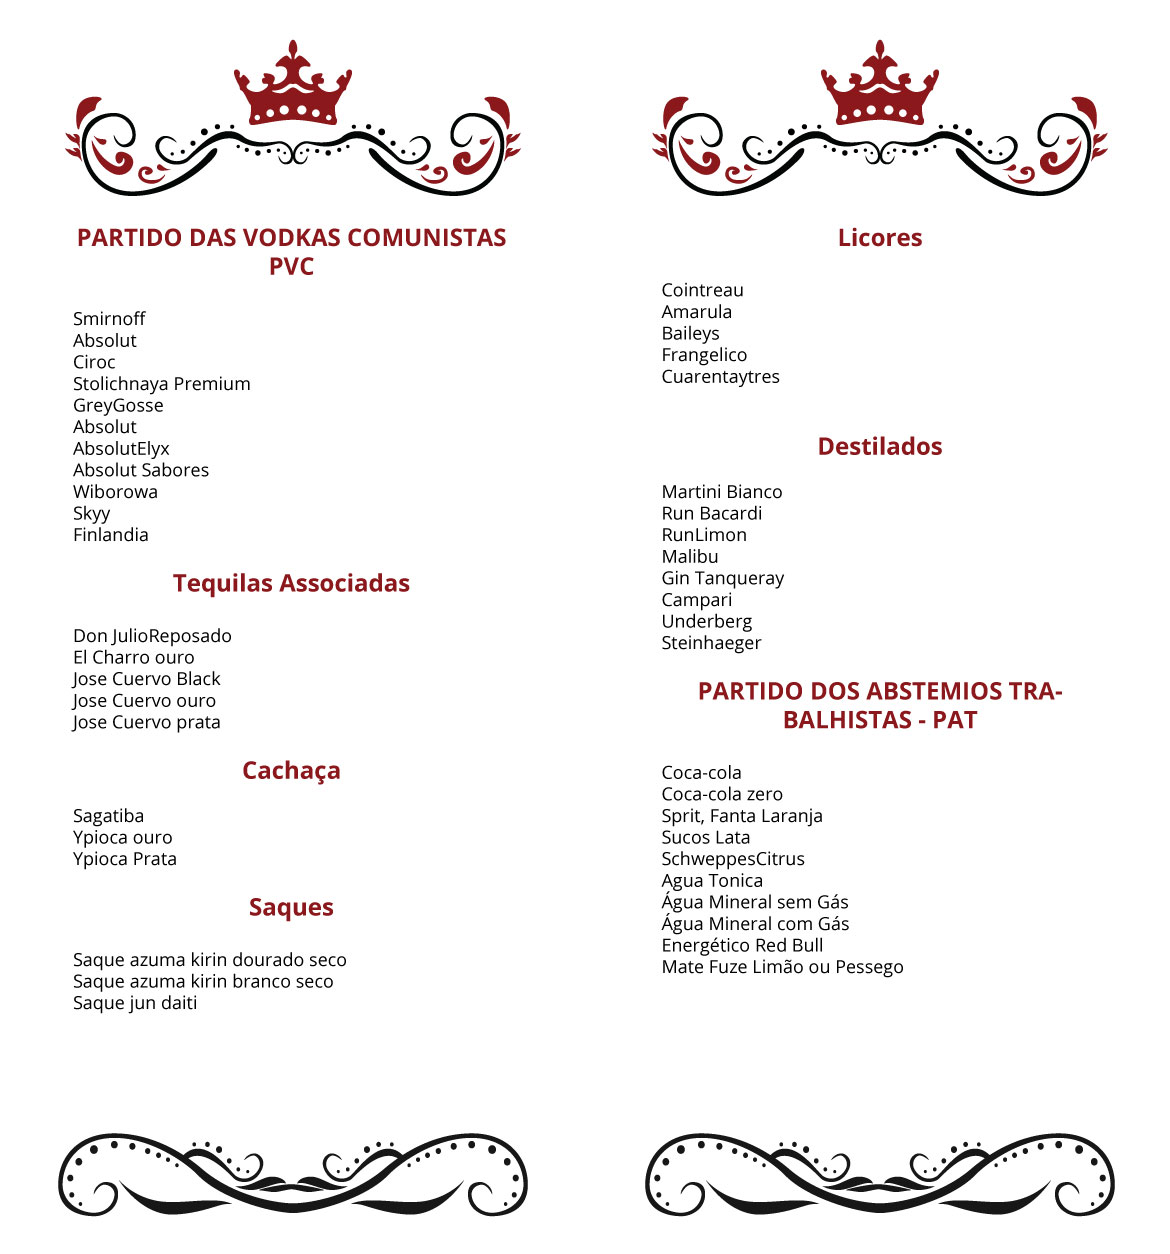 PARTIDO DAS VODKAS COMUNISTAS
PVC
Smirnoff
Absolut
Ciroc
Stolichnaya Premium
GreyGosse
Absolut
AbsolutElyx
Absolut Sabores
Wiborowa
Skyy
Finlandia
Tequilas Associadas
Don JulioReposado
El Charro ouro
Jose Cuervo Black
Jose Cuervo ouro
Jose Cuervo prata
Cachaça
Sagatiba
Ypioca ouro
Ypioca Prata
Saques
Saque azuma kirin dourado seco
Saque azuma kirin branco seco
Saque jun daiti
Licores
Cointreau
Amarula
Baileys
Frangelico
Cuarentaytres
Destilados
Martini Bianco
Run Bacardi
RunLimon
Malibu
Gin Tanqueray
Campari
Underberg
Steinhaeger
PARTIDO DOS ABSTEMIOS TRA-
BALHISTAS - PAT
Coca-cola
Coca-cola zero
Sprit, Fanta Laranja
Sucos Lata
SchweppesCitrus
Agua Tonica
Água Mineral sem Gás
Água Mineral com Gás
Energético Red Bull
Mate Fuze Limão ou Pessego